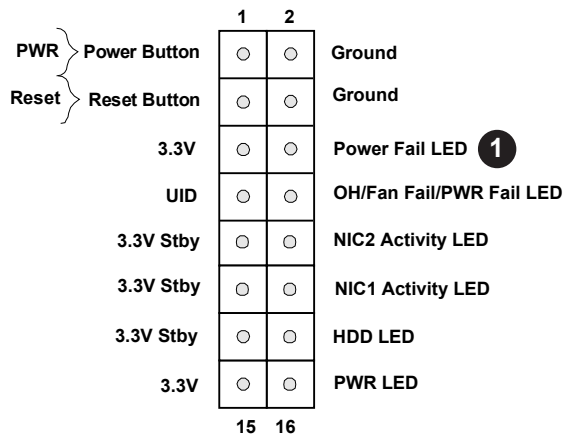 1 2
PWR Power Button Ground
Reset Reset Button Ground
3.3V Power Fail LED 1
UID OH/Fan Fail/PWR Fail LED
3.3V Stby NIC2 Activity LED
3.3V Stby NIC1 Activity LED
3.3V Stby HDD LED
3.3V PWR LED
15 16